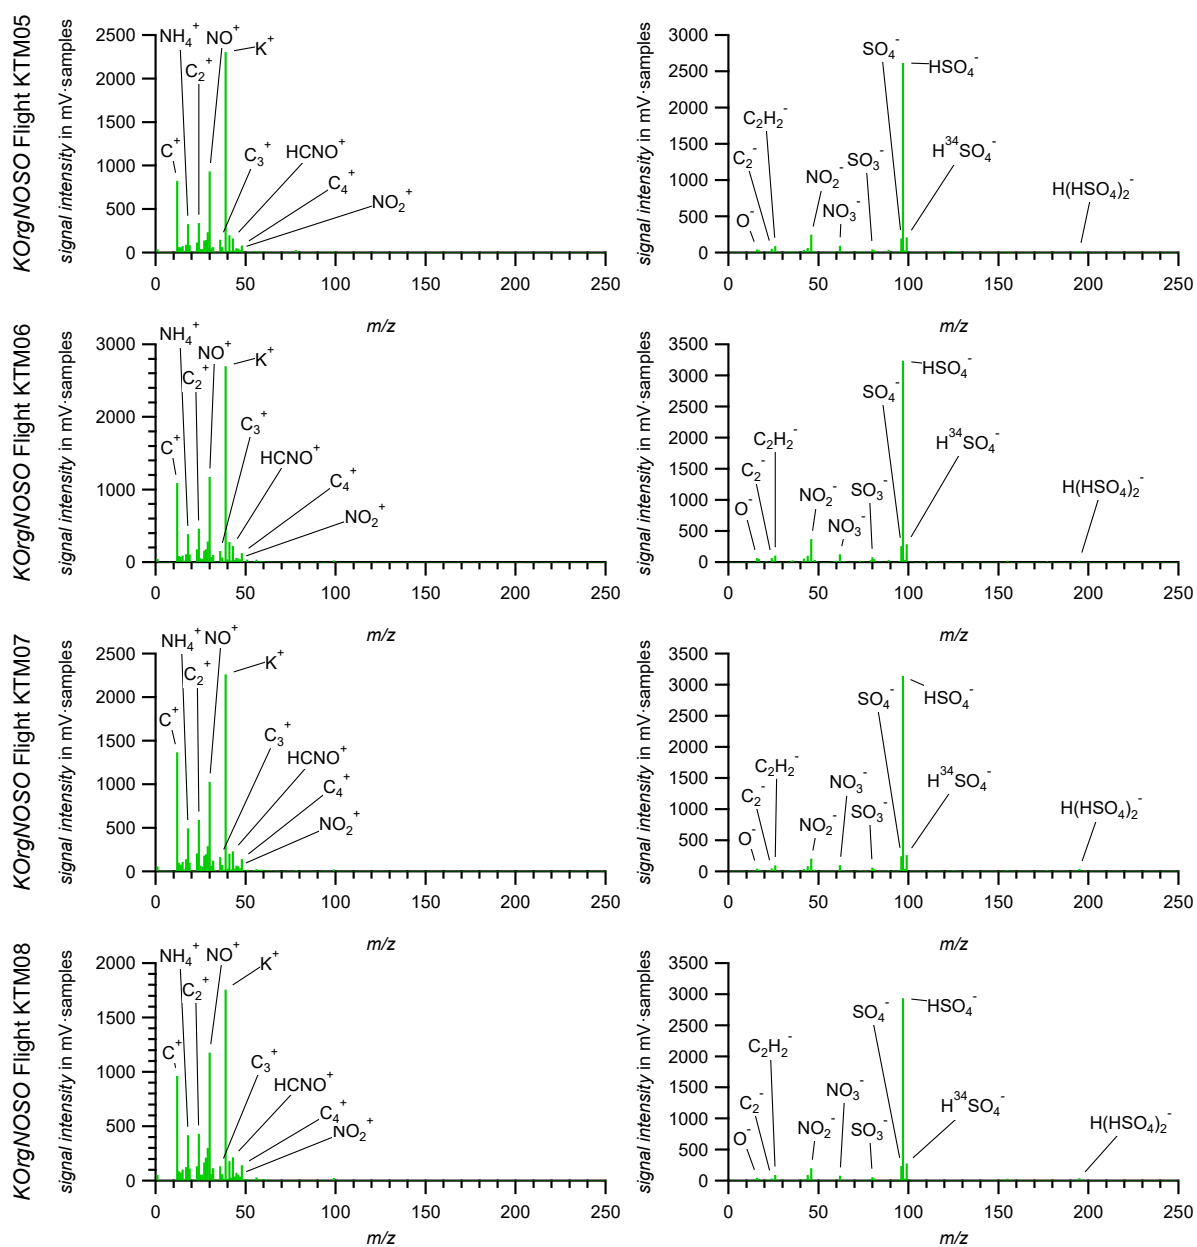 KOrgNOSO Flight KTM05
signal intensity in mV·samples
2500
2000
1500
1000
500
0
0 50 100 150 200 250
m/z
NH₄⁺
NO⁺
K⁺
C₂⁺
C⁺
C₃⁺
HCNO⁺
C₄⁺
NO₂⁺
signal intensity in mV·samples
3000
2500
2000
1500
1000
500
0
0 50 100 150 200 250
m/z
SO₄⁻
HSO₄⁻
C₂H₂⁻
C₂⁻
O⁻
NO₂⁻
SO₃⁻
NO₃⁻
H³⁴SO₄⁻
H(HSO₄)₂⁻
KOrgNOSO Flight KTM06
signal intensity in mV·samples
3000
2000
1000
0
0 50 100 150 200 250
m/z
NH₄⁺
NO⁺
K⁺
C₂⁺
C⁺
C₃⁺
HCNO⁺
C₄⁺
NO₂⁺
signal intensity in mV·samples
3500
3000
2500
2000
1500
1000
500
0
0 50 100 150 200 250
m/z
HSO₄⁻
SO₄⁻
C₂H₂⁻
C₂⁻
O⁻
NO₂⁻
SO₃⁻
NO₃⁻
H³⁴SO₄⁻
H(HSO₄)₂⁻
KOrgNOSO Flight KTM07
signal intensity in mV·samples
2500
2000
1500
1000
500
0
0 50 100 150 200 250
m/z
NH₄⁺
NO⁺
K⁺
C₂⁺
C⁺
C₃⁺
HCNO⁺
C₄⁺
NO₂⁺
signal intensity in mV·samples
3500
3000
2500
2000
1500
1000
500
0
0 50 100 150 200 250
m/z
SO₄⁻
HSO₄⁻
C₂H₂⁻
C₂⁻
O⁻
NO₃⁻
NO₂⁻
SO₃⁻
H³⁴SO₄⁻
H(HSO₄)₂⁻
KOrgNOSO Flight KTM08
signal intensity in mV·samples
2000
1500
1000
500
0
0 50 100 150 200 250
m/z
NH₄⁺
NO⁺
K⁺
C₂⁺
C⁺
C₃⁺
HCNO⁺
C₄⁺
NO₂⁺
signal intensity in mV·samples
3500
3000
2500
2000
1500
1000
500
0
0 50 100 150 200 250
m/z
SO₄⁻
HSO₄⁻
C₂H₂⁻
C₂⁻
O⁻
NO₃⁻
NO₂⁻
SO₃⁻
H³⁴SO₄⁻
H(HSO₄)₂⁻